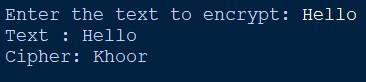 Enter the text to encrypt: Hello
Text : Hello
Cipher: Khoor